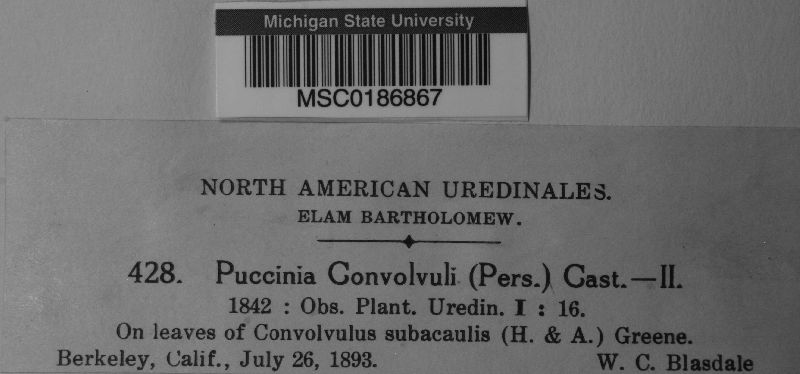 Michigan State University
MSC0186867
NORTH AMERICAN UREDINALES.
ELAM BARTHOLOMEW.
428. Puccinia Convolvuli (Pers.) Cast.—II.
1842 : Obs. Plant. Uredin. I : 16.
On leaves of Convolvulus subacaulis (H. & A.) Greene.
Berkeley, Calif., July 26, 1893. W. C. Blasdale